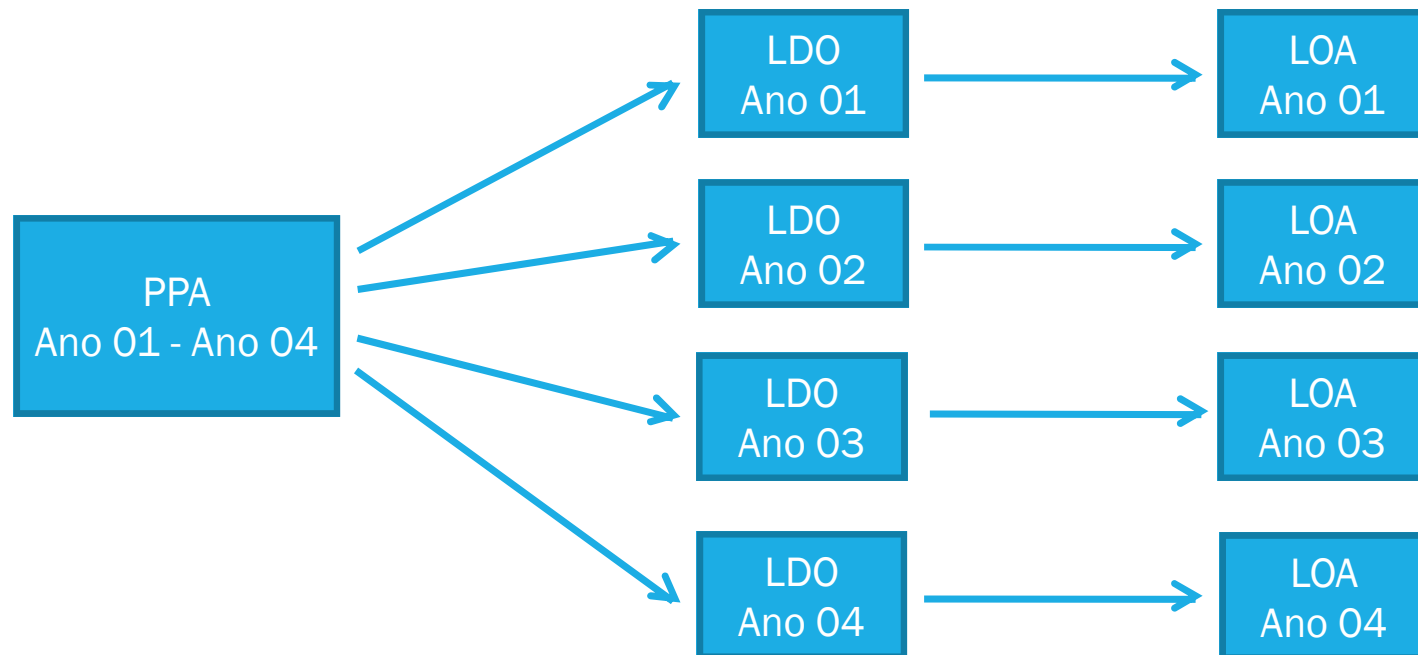 PPA
Ano 01 - Ano 04
LDO
Ano 01
LOA
Ano 01
LDO
Ano 02
LOA
Ano 02
LDO
Ano 03
LOA
Ano 03
LDO
Ano 04
LOA
Ano 04